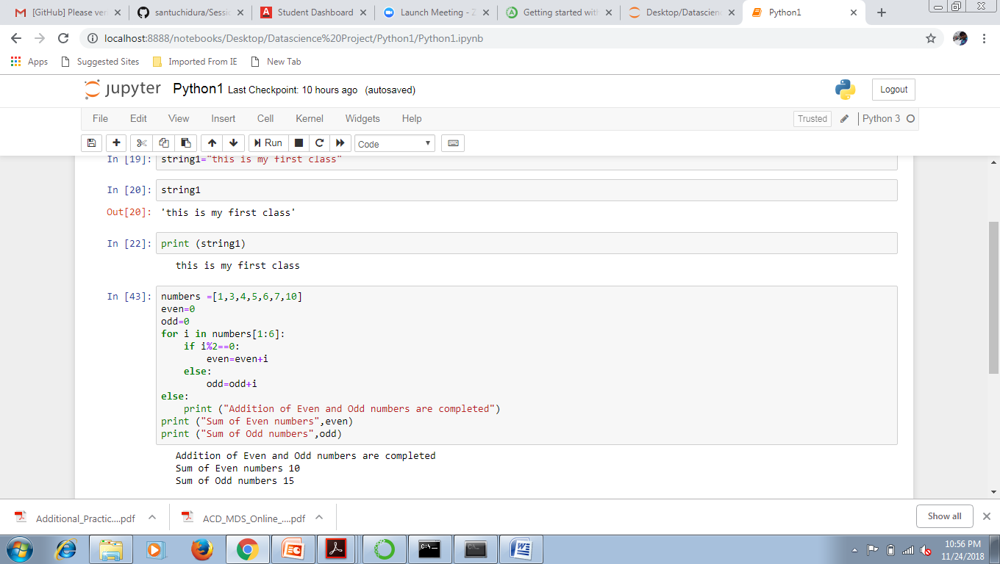 [GitHub] Please ver
santuchidura/Sessic
Student Dashboard
Launch Meeting - Z
Getting started with
Desktop/Datascienc
Python1
localhost:8888/notebooks/Desktop/Datascience%20Project/Python1/Python1.ipynb
Apps
Suggested Sites
Imported From IE
New Tab
jupyter Python1 Last Checkpoint: 10 hours ago (autosaved)
Logout
File Edit View Insert Cell Kernel Widgets Help
Trusted
Python 3
Run
Code
In [19]: string1="this is my first class"
In [20]: string1
Out[20]: 'this is my first class'
In [22]: print (string1)
this is my first class
In [43]: numbers =[1,3,4,5,6,7,10]
even=0
odd=0
for i in numbers[1:6]:
    if i%2==0:
        even=even+i
    else:
        odd=odd+i
else:
    print ("Addition of Even and Odd numbers are completed")
print ("Sum of Even numbers",even)
print ("Sum of Odd numbers",odd)
Addition of Even and Odd numbers are completed
Sum of Even numbers 10
Sum of Odd numbers 15
Additional_Practic....pdf
ACD_MDS_Online_....pdf
Show all
10:56 PM
11/24/2018